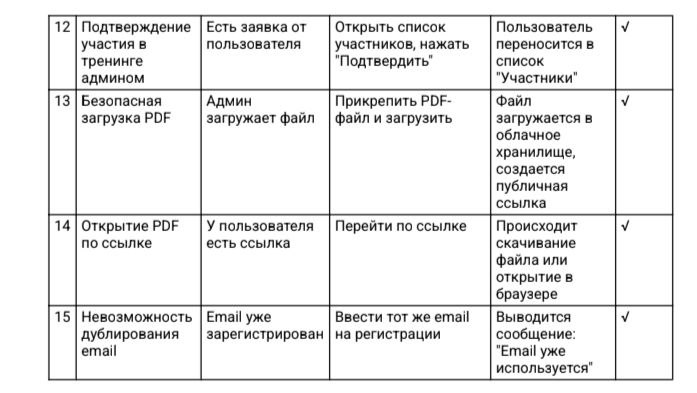 12 Подтверждение участия в тренинге админом Есть заявка от пользователя Открыть список участников, нажать "Подтвердить" Пользователь переносится в список "Участники" √
13 Безопасная загрузка PDF Админ загружает файл Прикрепить PDF-файл и загрузить Файл загружается в облачное хранилище, создается публичная ссылка √
14 Открытие PDF по ссылке У пользователя есть ссылка Перейти по ссылке Происходит скачивание файла или открытие в браузере √
15 Невозможность дублирования email Email уже зарегистрирован Ввести тот же email на регистрации Выводится сообщение: "Email уже используется" √